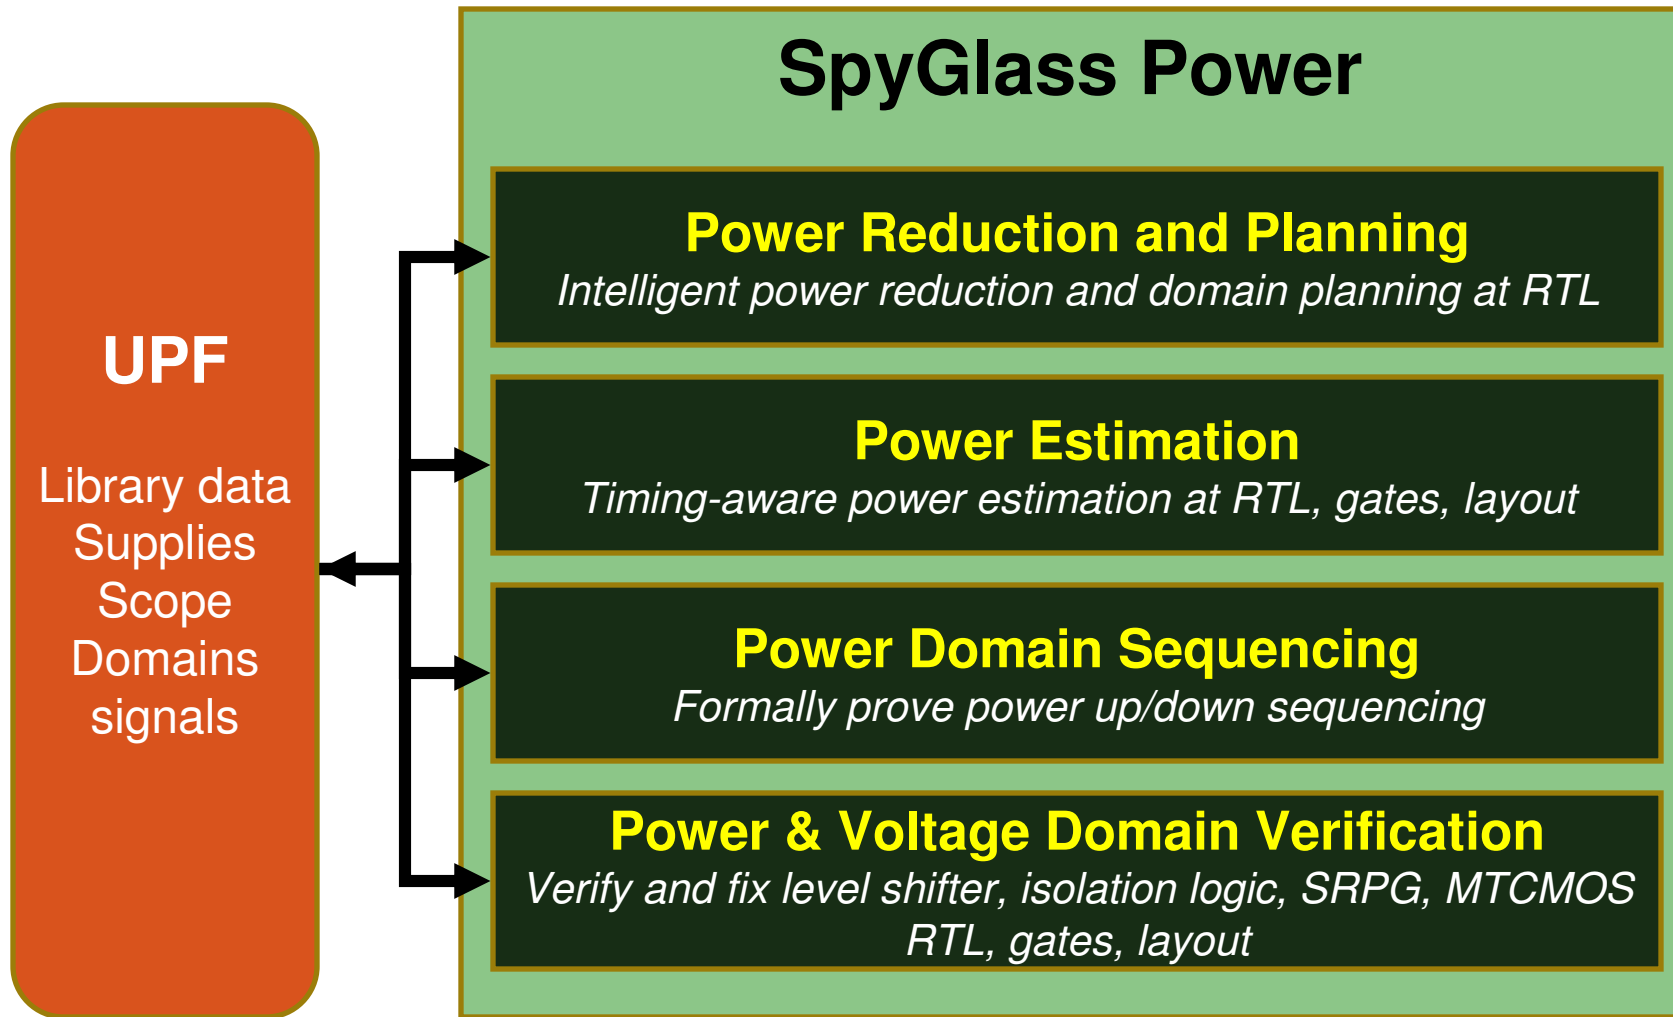 SpyGlass Power
UPF
Library data
Supplies
Scope
Domains
signals
Power Reduction and Planning
Intelligent power reduction and domain planning at RTL
Power Estimation
Timing-aware power estimation at RTL, gates, layout
Power Domain Sequencing
Formally prove power up/down sequencing
Power & Voltage Domain Verification
Verify and fix level shifter, isolation logic, SRPG, MTCMOS
RTL, gates, layout